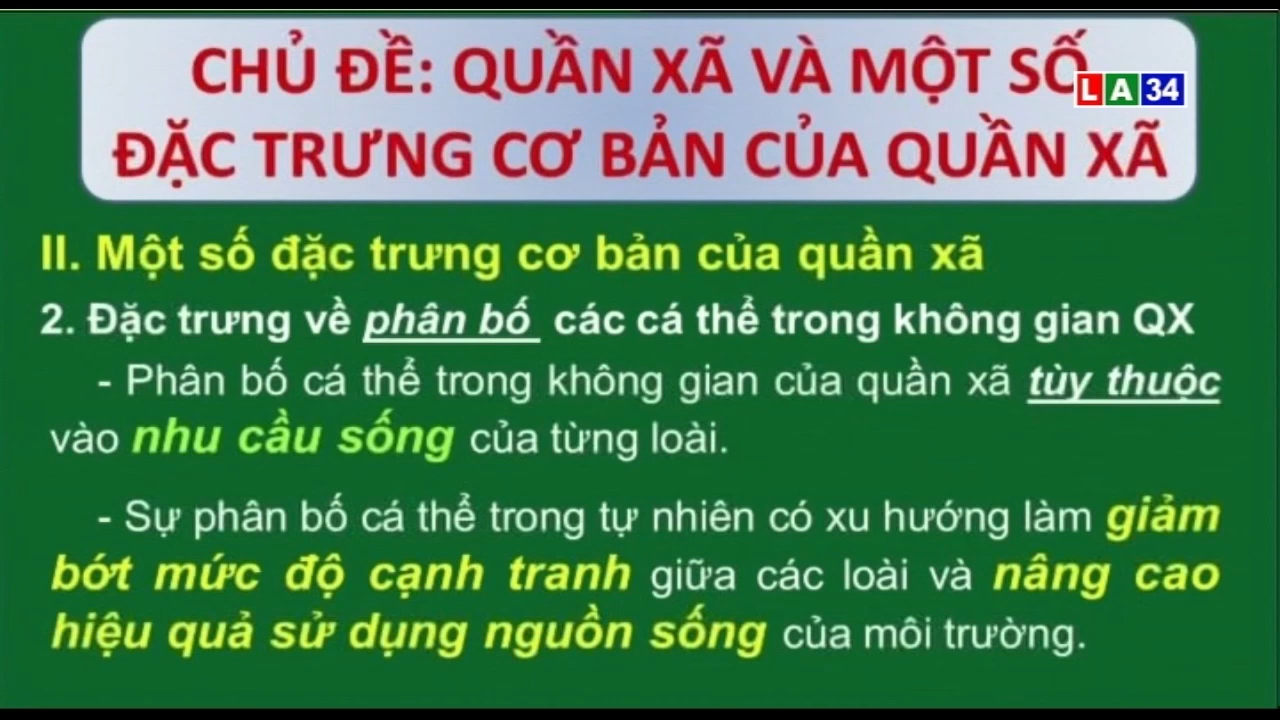 CHỦ ĐỀ: QUẦN XÃ VÀ MỘT SỐ
LA34
ĐẶC TRƯNG CƠ BẢN CỦA QUẦN XÃ
II. Một số đặc trưng cơ bản của quần xã
2. Đặc trưng về phân bố các cá thể trong không gian QX
- Phân bố cá thể trong không gian của quần xã tùy thuộc
vào nhu cầu sống của từng loài.
- Sự phân bố cá thể trong tự nhiên có xu hướng làm giảm
bớt mức độ cạnh tranh giữa các loài và nâng cao
hiệu quả sử dụng nguồn sống của môi trường.